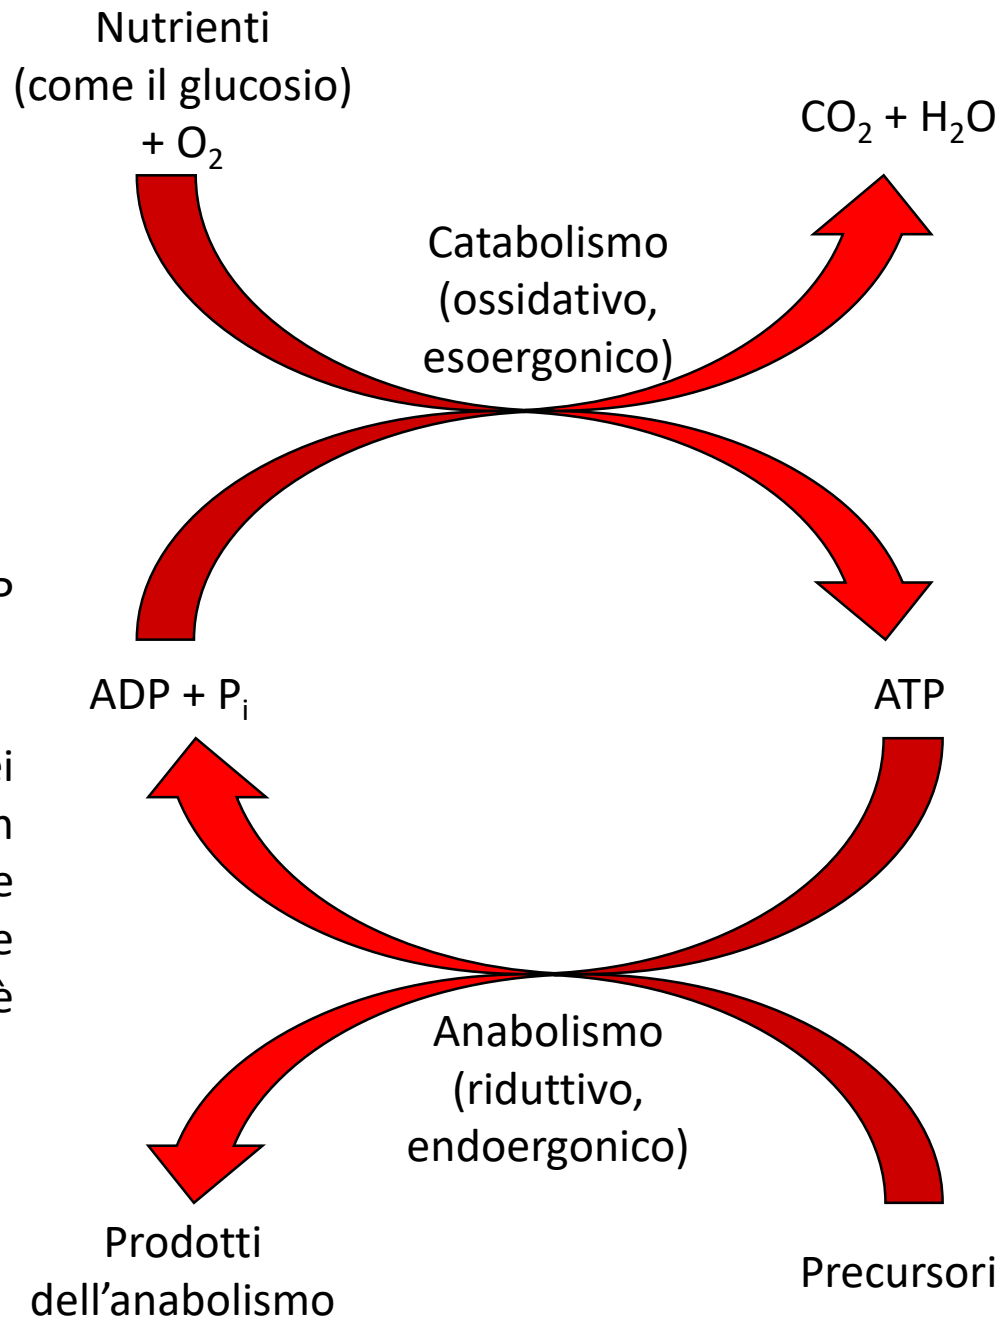 Nutrienti
(come il glucosio)
+ O₂
CO₂ + H₂O
Catabolismo
(ossidativo,
esoergonico)
ADP + Pᵢ
ATP
è
Anabolismo
(riduttivo,
endoergonico)
Prodotti
dell’anabolismo
Precursori